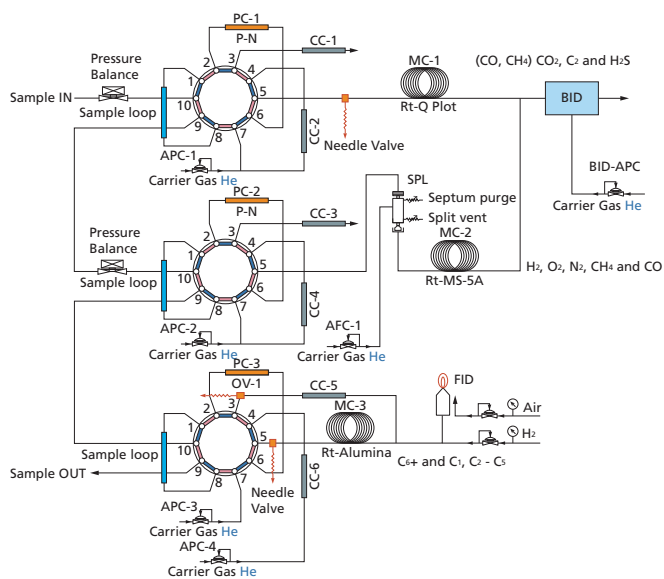 PC-1
P-N
CC-1
Pressure
Balance
Sample IN
Sample loop
1
2
3
4
5
6
7
8
9
10
CC-2
APC-1
Carrier Gas He
Needle Valve
MC-1
Rt-Q Plot
(CO, CH4) CO2, C2 and H2S
BID
BID-APC
Carrier Gas He
PC-2
P-N
CC-3
Pressure
Balance
Sample loop
1
2
3
4
5
6
7
8
9
10
CC-4
APC-2
Carrier Gas He
SPL
Septum purge
Split vent
MC-2
Rt-MS-5A
H2, O2, N2, CH4 and CO
AFC-1
Carrier Gas He
PC-3
OV-1
CC-5
Sample loop
1
2
3
4
5
6
7
8
9
10
CC-6
MC-3
Rt-Alumina
FID
Air
H2
C6+ and C1, C2 - C5
Sample OUT
Needle
Valve
APC-3
Carrier Gas He
APC-4
Carrier Gas He